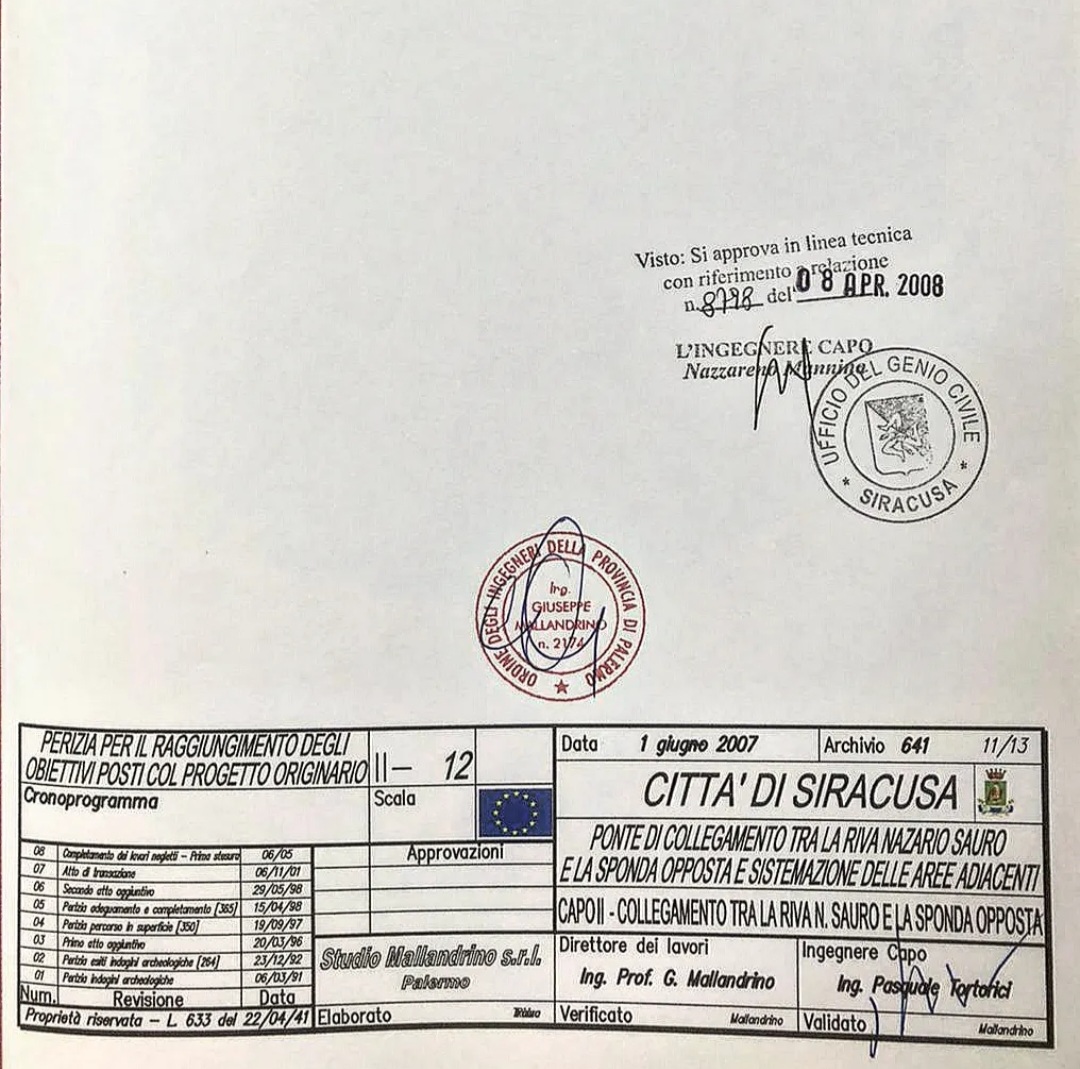 Visto: Si approva in linea tecnica
con riferimento a relazione
n. 8798 del 08 APR. 2008
L'INGEGNERE CAPO
Nazzareno Mannino
UFFICIO DEL GENIO CIVILE
* SIRACUSA *
ORDINE DEGLI INGEGNERI DELLA PROVINCIA DI PALERMO
Ing.
GIUSEPPE
MALLANDRINO
n. 2174
PERIZIA PER IL RAGGIUNGIMENTO DEGLI
OBIETTIVI POSTI COL PROGETTO ORIGINARIO
II- 12
Cronoprogramma
Scala
Data 1 giugno 2007
Archivio 641 11/13
CITTA' DI SIRACUSA
PONTE DI COLLEGAMENTO TRA LA RIVA NAZARIO SAURO
E LA SPONDA OPPOSTA E SISTEMAZIONE DELLE AREE ADIACENTI
CAPO II - COLLEGAMENTO TRA LA RIVA N. SAURO E LA SPONDA OPPOSTA
08 Completamento dei lavori negletti - Prima stesura 06/05
07 Atto di transazione 06/11/01
06 Secondo atto aggiuntivo 29/05/98
05 Perizia adeguamento e completamento [365] 15/04/98
04 Perizia percorso in superficie [350] 19/09/97
03 Primo atto aggiuntivo 20/03/96
02 Perizia esiti indagini archeologiche [264] 23/12/92
01 Perizia indagini archeologiche 06/03/91
Num. Revisione Data
Approvazioni
Studio Mallandrino s.r.l.
Palermo
Direttore dei lavori
Ing. Prof. G. Mallandrino
Ingegnere Capo
Ing. Pasquale Tortorici
Proprietà riservata - L. 633 del 22/04/41
Elaborato
Verificato Mallandrino
Validato Mallandrino